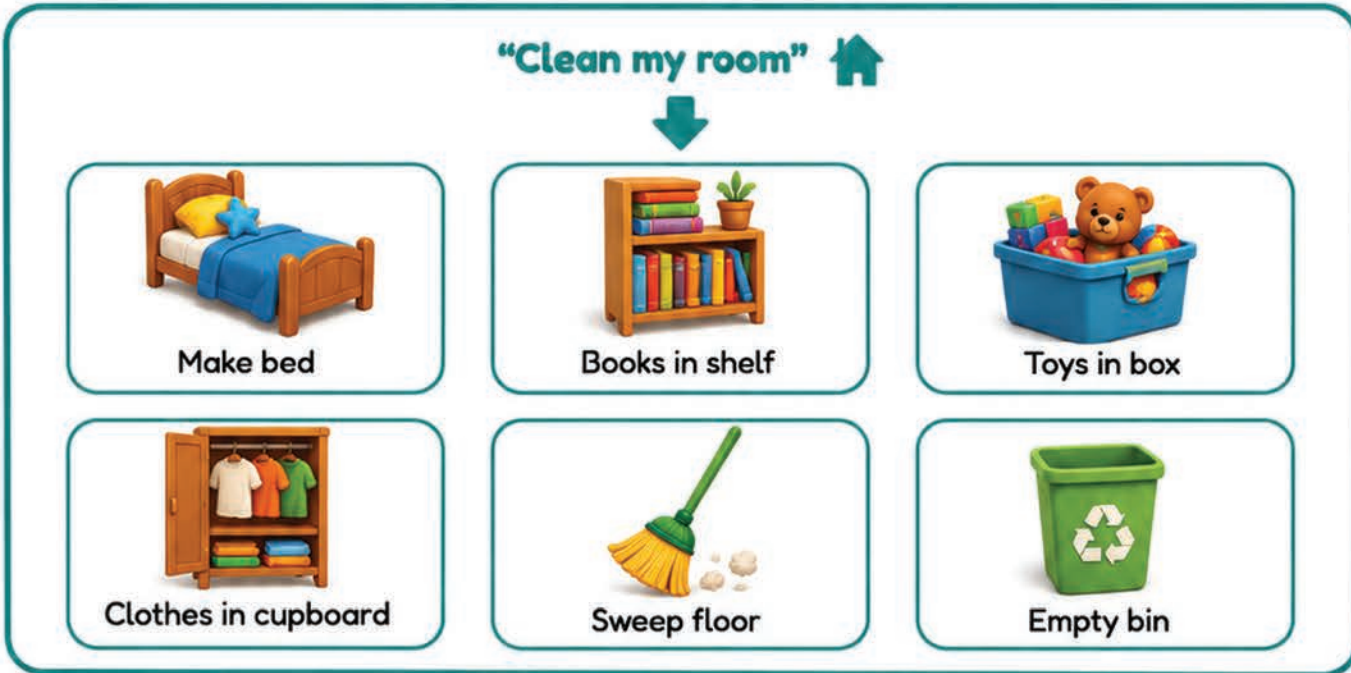 “Clean my room”
Make bed
Books in shelf
Toys in box
Clothes in cupboard
Sweep floor
Empty bin